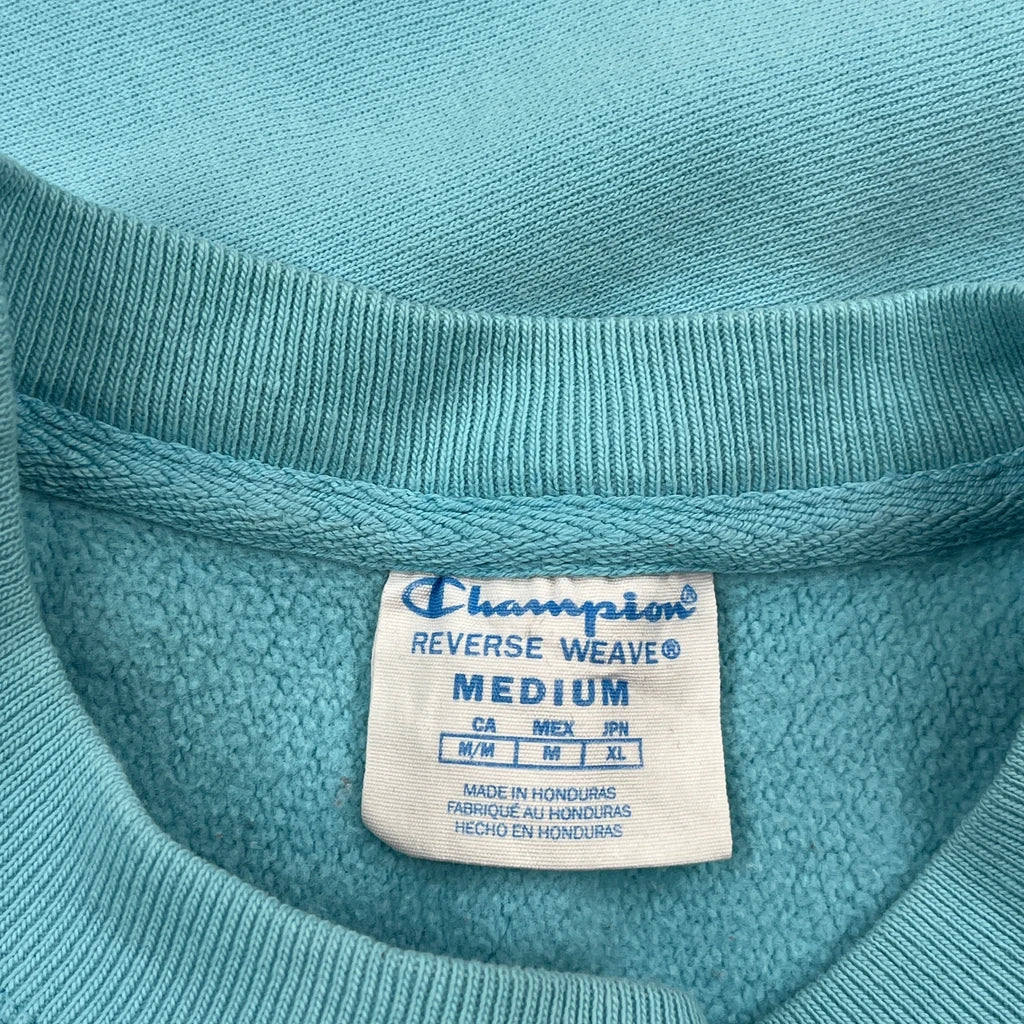 Champion®
REVERSE WEAVE®
MEDIUM
CA MEX JPN
M/M M XL
MADE IN HONDURAS
FABRIQUÉ AU HONDURAS
HECHO EN HONDURAS